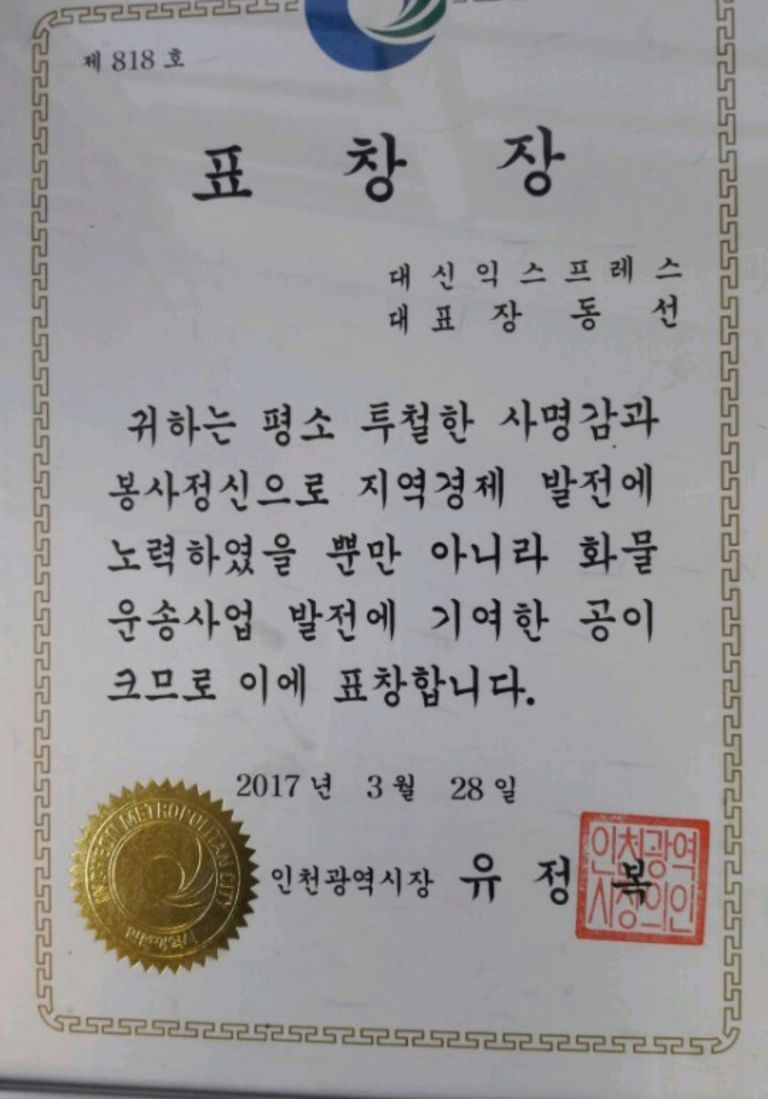 제 818 호
표 창 장
대 신 익 스 프 레 스
대 표 장 동 선
귀하는 평소 투철한 사명감과
봉사정신으로 지역경제 발전에
노력하였을 뿐만 아니라 화물
운송사업 발전에 기여한 공이
크므로 이에 표창합니다.
2017 년 3 월 28 일
인천광역시장 유 정 복
인천광역
시장의인
METROPOLITAN CITY